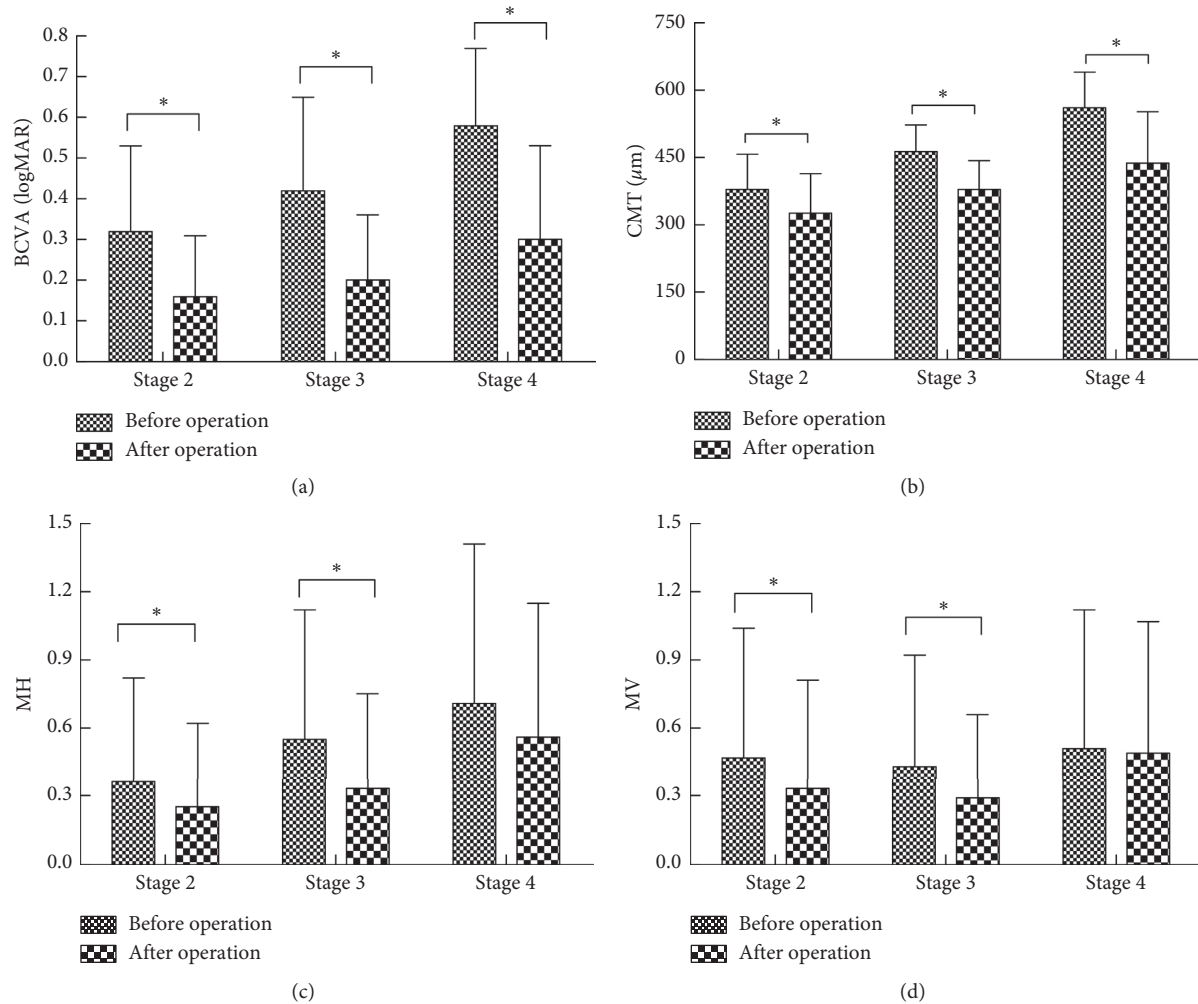 0.8
0.7
0.6
0.5
0.4
0.3
0.2
0.1
0.0
BCVA (logMAR)
*
*
*
Stage 2 Stage 3 Stage 4
Before operation
After operation
(a)
750
600
450
300
150
0
CMT (μm)
*
*
*
Stage 2 Stage 3 Stage 4
Before operation
After operation
(b)
1.5
1.2
0.9
0.6
0.3
0.0
MH
*
*
Stage 2 Stage 3 Stage 4
Before operation
After operation
(c)
1.5
1.2
0.9
0.6
0.3
0.0
MV
*
*
Stage 2 Stage 3 Stage 4
Before operation
After operation
(d)